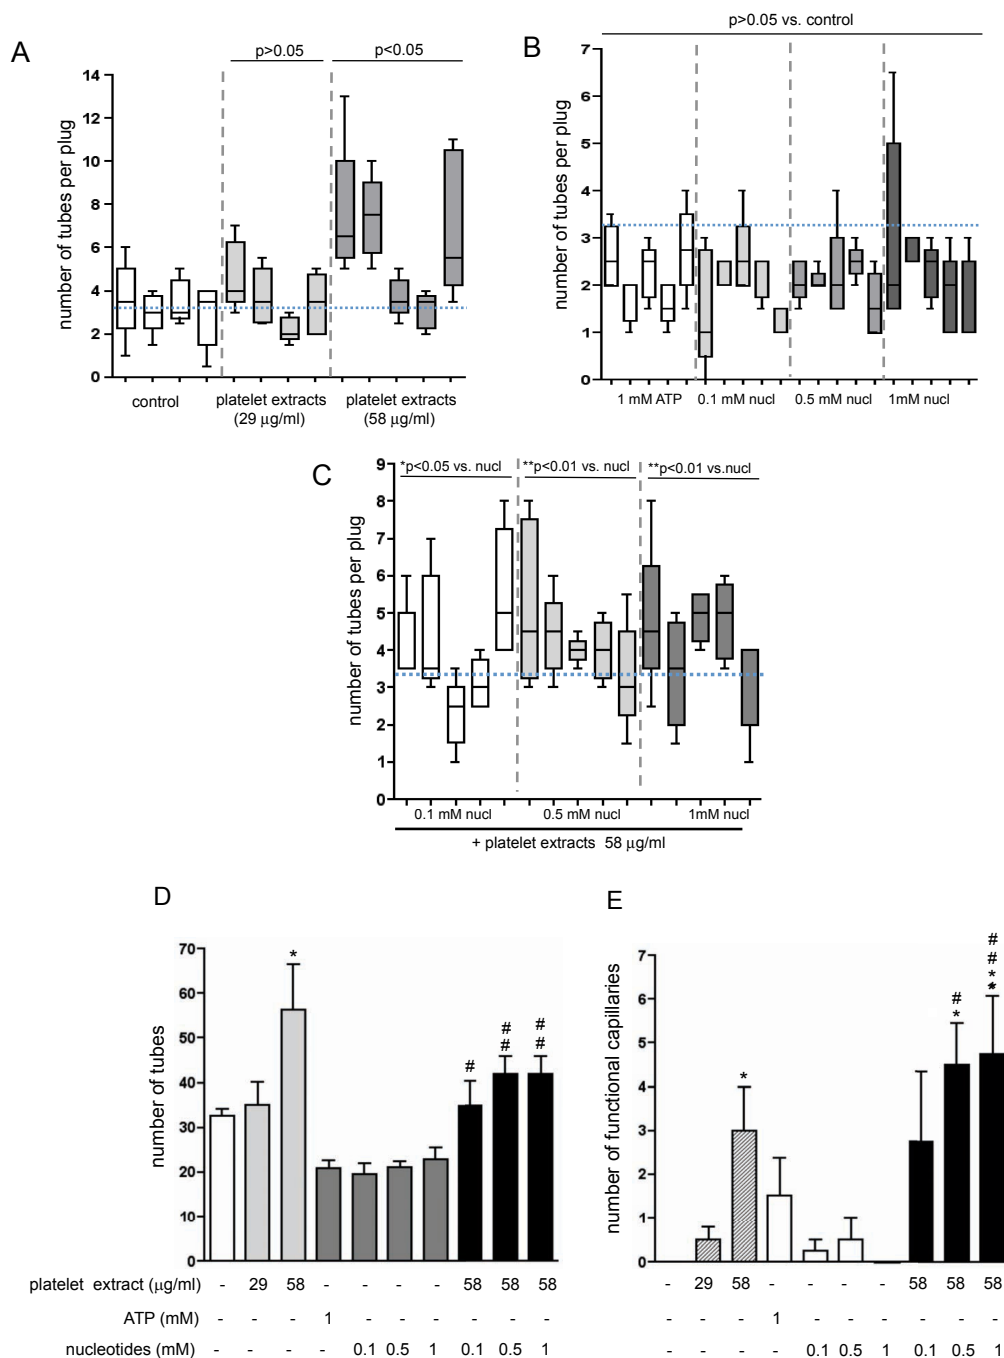 A
p>0.05
p<0.05
number of tubes per plug
14
12
10
8
6
4
2
0
control
platelet extracts
(29 μg/ml)
platelet extracts
(58 μg/ml)
B
p>0.05 vs. control
number of tubes per plug
7
6
5
4
3
2
1
0
1 mM ATP
0.1 mM nucl
0.5 mM nucl
1mM nucl
C
*p<0.05 vs. nucl
**p<0.01 vs. nucl
**p<0.01 vs.nucl
number of tubes per plug
9
8
7
6
5
4
3
2
1
0
0.1 mM nucl
0.5 mM nucl
1mM nucl
+ platelet extracts 58 μg/ml
D
number of tubes
70
60
50
40
30
20
10
0
*
#
# #
# #
platelet extract (μg/ml) - 29 58 - - - - 58 58 58
ATP (mM) - - - 1 - - - - - -
nucleotides (mM) - - - - 0.1 0.5 1 0.1 0.5 1
E
number of functional capillaries
7
6
5
4
3
2
1
0
*
#
*
#
#
*
*
- 29 58 - - - - 58 58 58
- - - 1 - - - - - -
- - - - 0.1 0.5 1 0.1 0.5 1